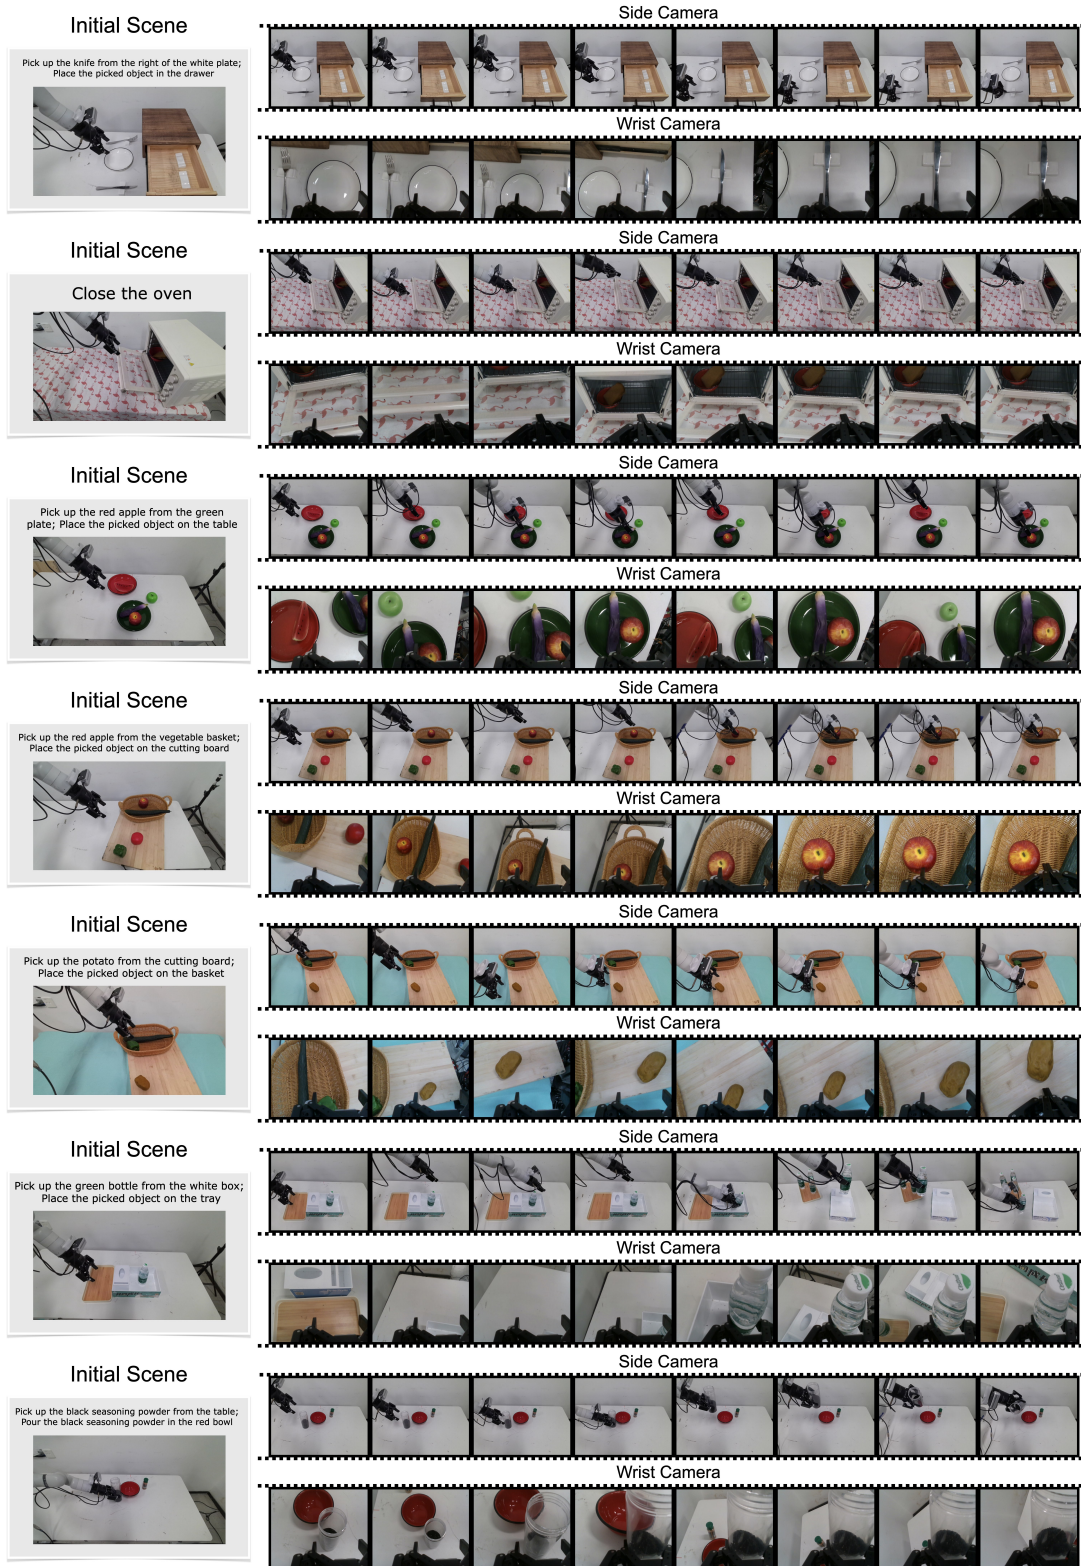 Initial Scene
Side Camera
Pick up the knife from the right of the white plate;
Place the picked object in the drawer
Wrist Camera
Initial Scene
Side Camera
Close the oven
Wrist Camera
Initial Scene
Side Camera
Pick up the red apple from the green
plate; Place the picked object on the table
Wrist Camera
Initial Scene
Side Camera
Pick up the red apple from the vegetable basket;
Place the picked object on the cutting board
Wrist Camera
Initial Scene
Side Camera
Pick up the potato from the cutting board;
Place the picked object on the basket
Wrist Camera
Initial Scene
Side Camera
Pick up the green bottle from the white box;
Place the picked object on the tray
Wrist Camera
Initial Scene
Side Camera
Pick up the black seasoning powder from the table;
Pour the black seasoning powder in the red bowl
Wrist Camera